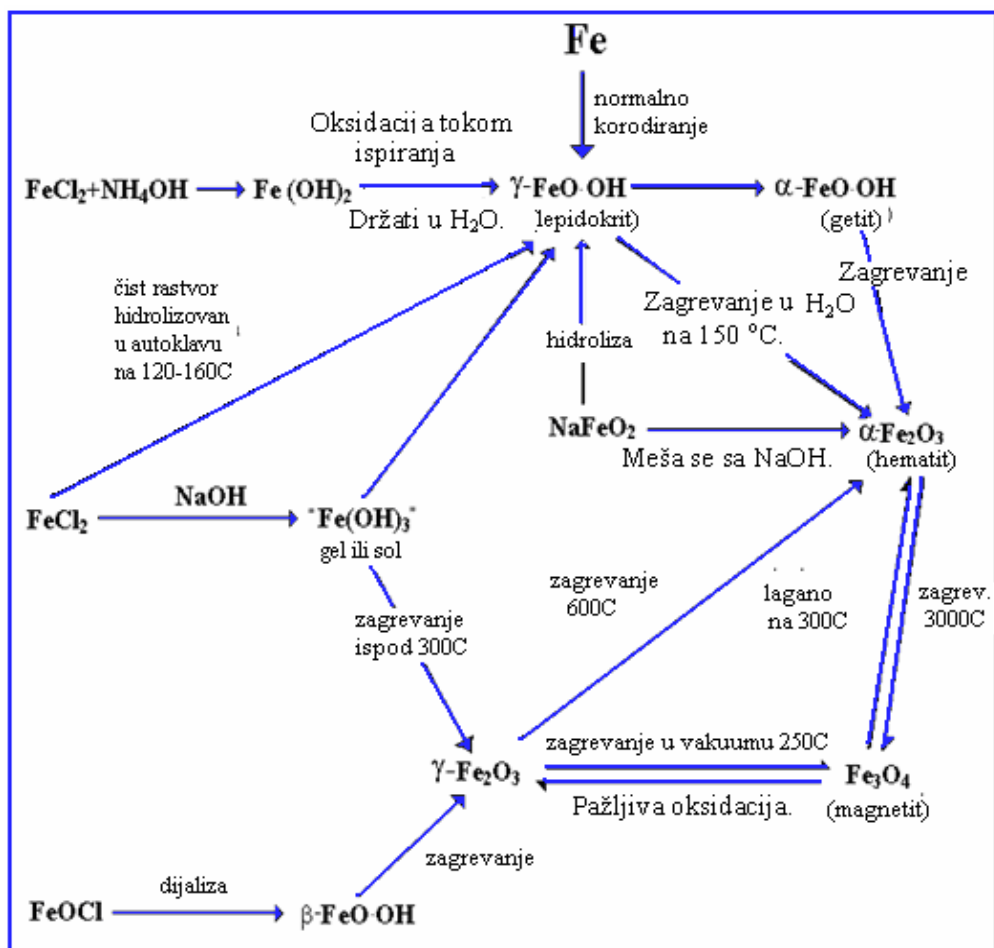 Fe
normalno
korodiranje
Oksidacija tokom
ispiranja
FeCl₂+NH₄OH
Fe(OH)₂
γ-FeO·OH
α-FeO·OH
Držati u H₂O.
lepidokrit)
(getit)
čist rastvor
hidrolizovan
u autoklavu
na 120-160C
hidroliza
Zagrevanje u H₂O
na 150 °C.
Zagrevanje
NaFeO₂
α-Fe₂O₃
Meša se sa NaOH.
(hematit)
NaOH
FeCl₂
"Fe(OH)₃"
gel ili sol
zagrevanje
ispod 300C
zagrevanje
600C
lagano
na 300C
zagrev.
3000C
zagrevanje u vakuumu 250C
γ-Fe₂O₃
Fe₃O₄
Pažljiva oksidacija.
(magnetit)
zagrevanje
dijaliza
FeOCl
β-FeO·OH